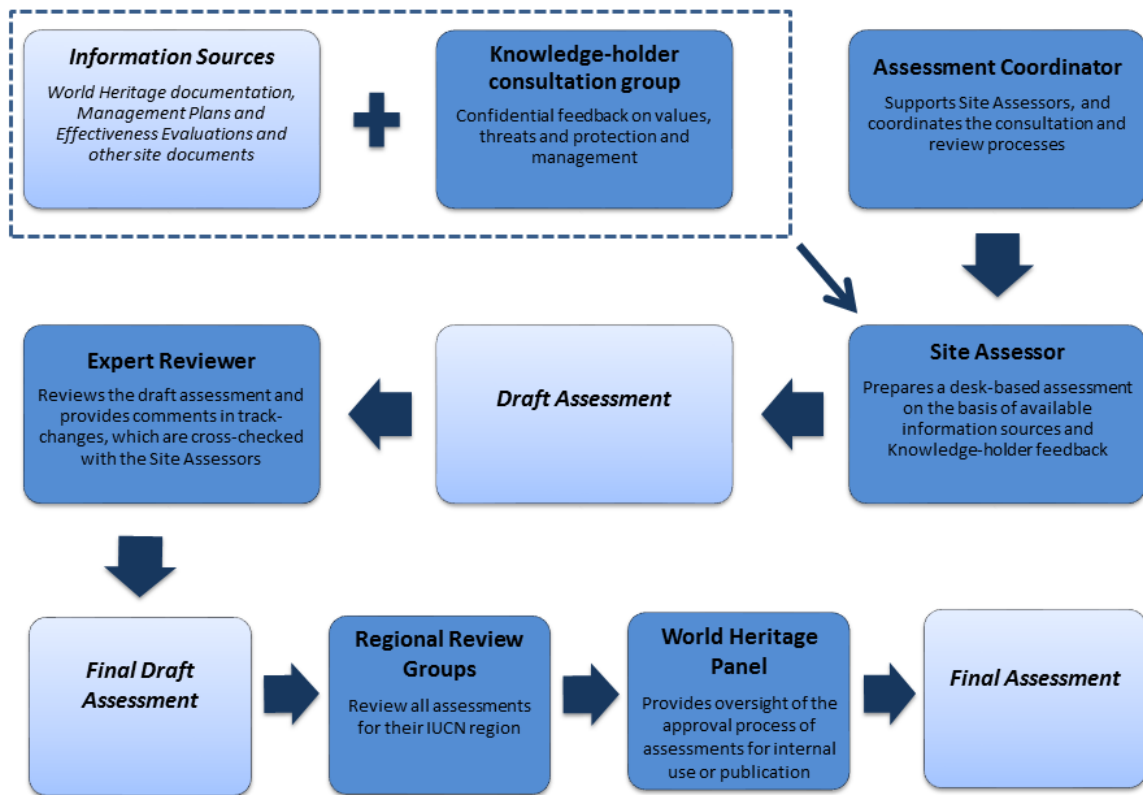 Information Sources
World Heritage documentation,
Management Plans and
Effectiveness Evaluations and
other site documents
Knowledge-holder
consultation group
Confidential feedback on values,
threats and protection and
management
Assessment Coordinator
Supports Site Assessors, and
coordinates the consultation and
review processes
Site Assessor
Prepares a desk-based assessment
on the basis of available
information sources and
Knowledge-holder feedback
Draft Assessment
Expert Reviewer
Reviews the draft assessment and
provides comments in track-
changes, which are cross-checked
with the Site Assessors
Final Draft
Assessment
Regional Review
Groups
Review all assessments
for their IUCN region
World Heritage
Panel
Provides oversight of the
approval process of
assessments for internal
use or publication
Final Assessment